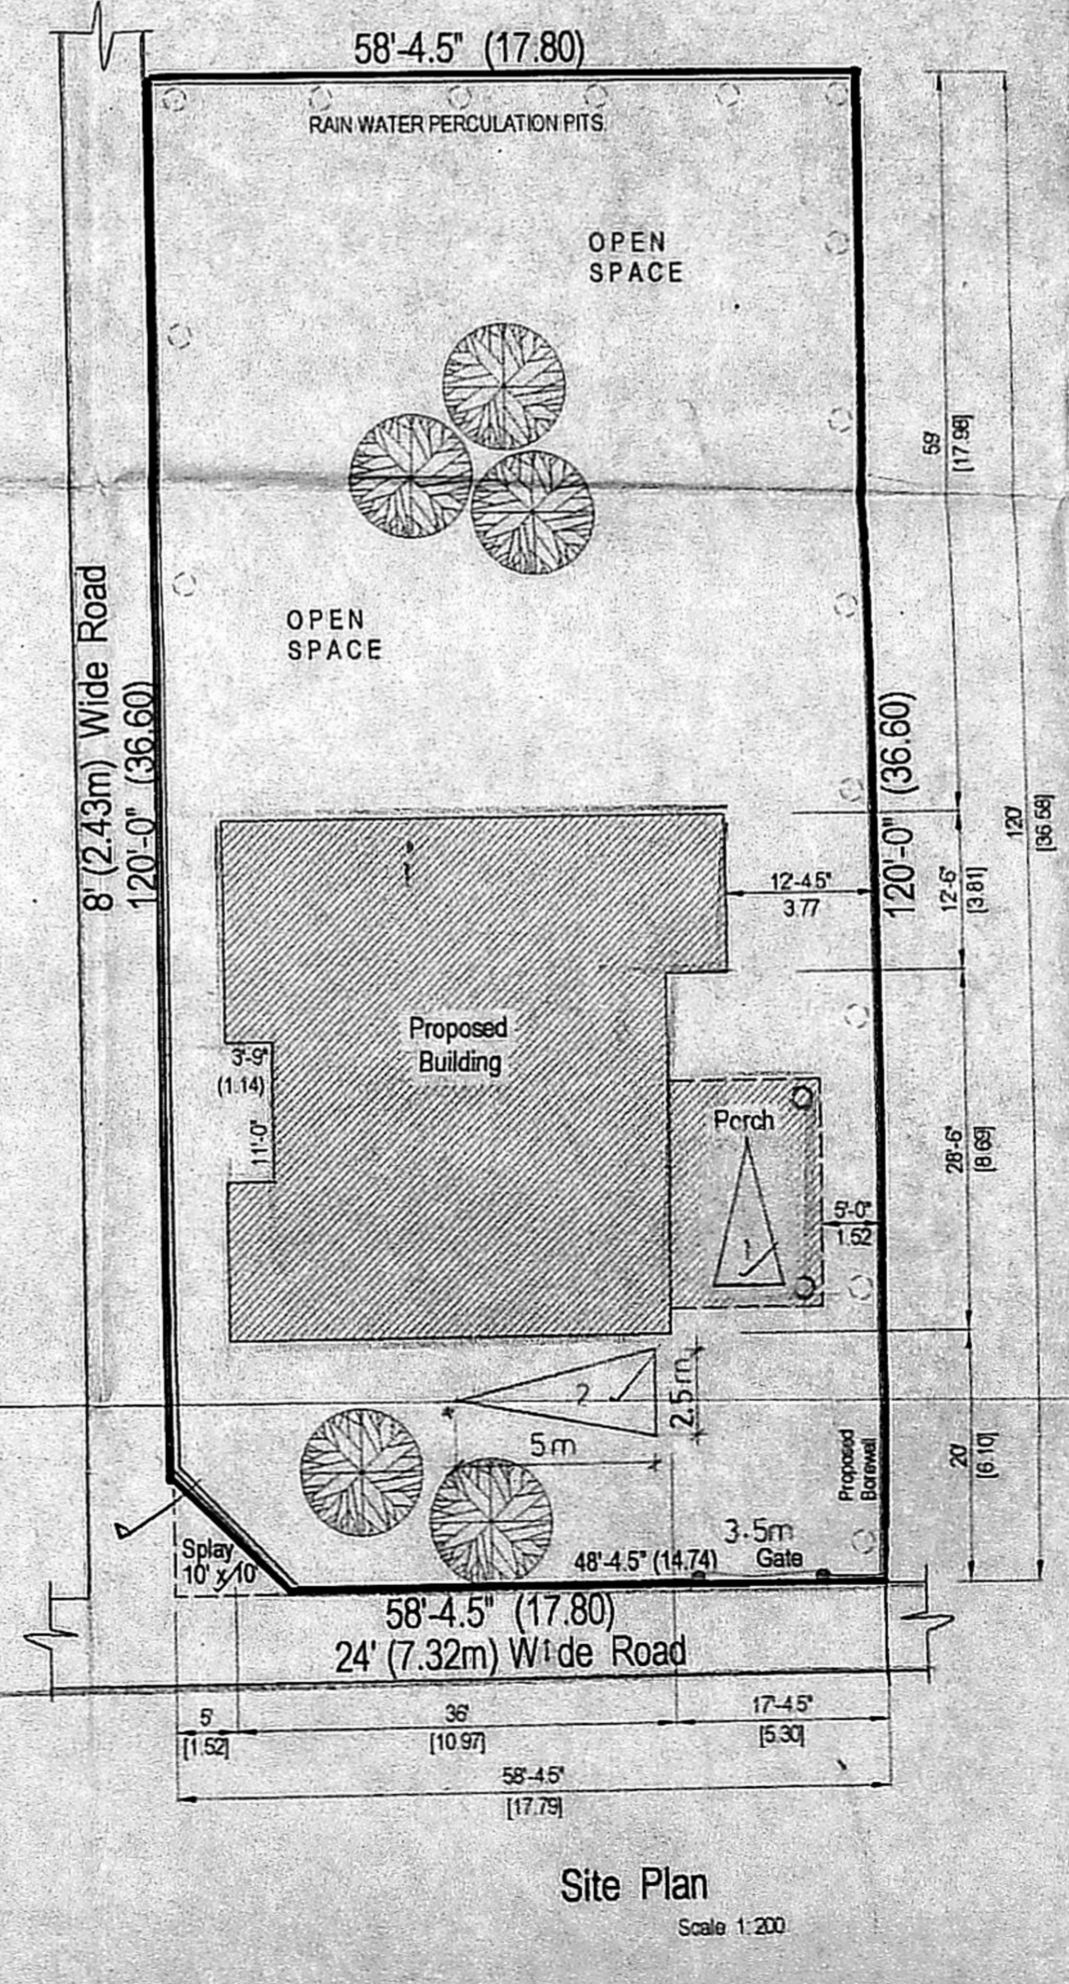 58'-4.5" (17.80)
RAIN WATER PERCULATION PITS.
OPEN
SPACE
OPEN
SPACE
8' (2.43m) Wide Road
120'-0" (36.60)
120'-0" (36.60)
59'
[17.98]
12'-6"
[3.81]
120'
[36.58]
12'-4.5"
3.77
Proposed
Building
3'-9"
(1.14)
11'-0"
Porch
1
5'-0"
1.52
28'-6"
[8.69]
2
2.5m
5m
Proposed
Borewell
20'
[6.10]
Splay
10' x 10'
3.5m
48'-4.5" (14.74) Gate
58'-4.5" (17.80)
24' (7.32m) Wide Road
5'
[1.52]
36'
[10.97]
17'-4.5"
[5.30]
58'-4.5"
[17.79]
Site Plan
Scale 1:200